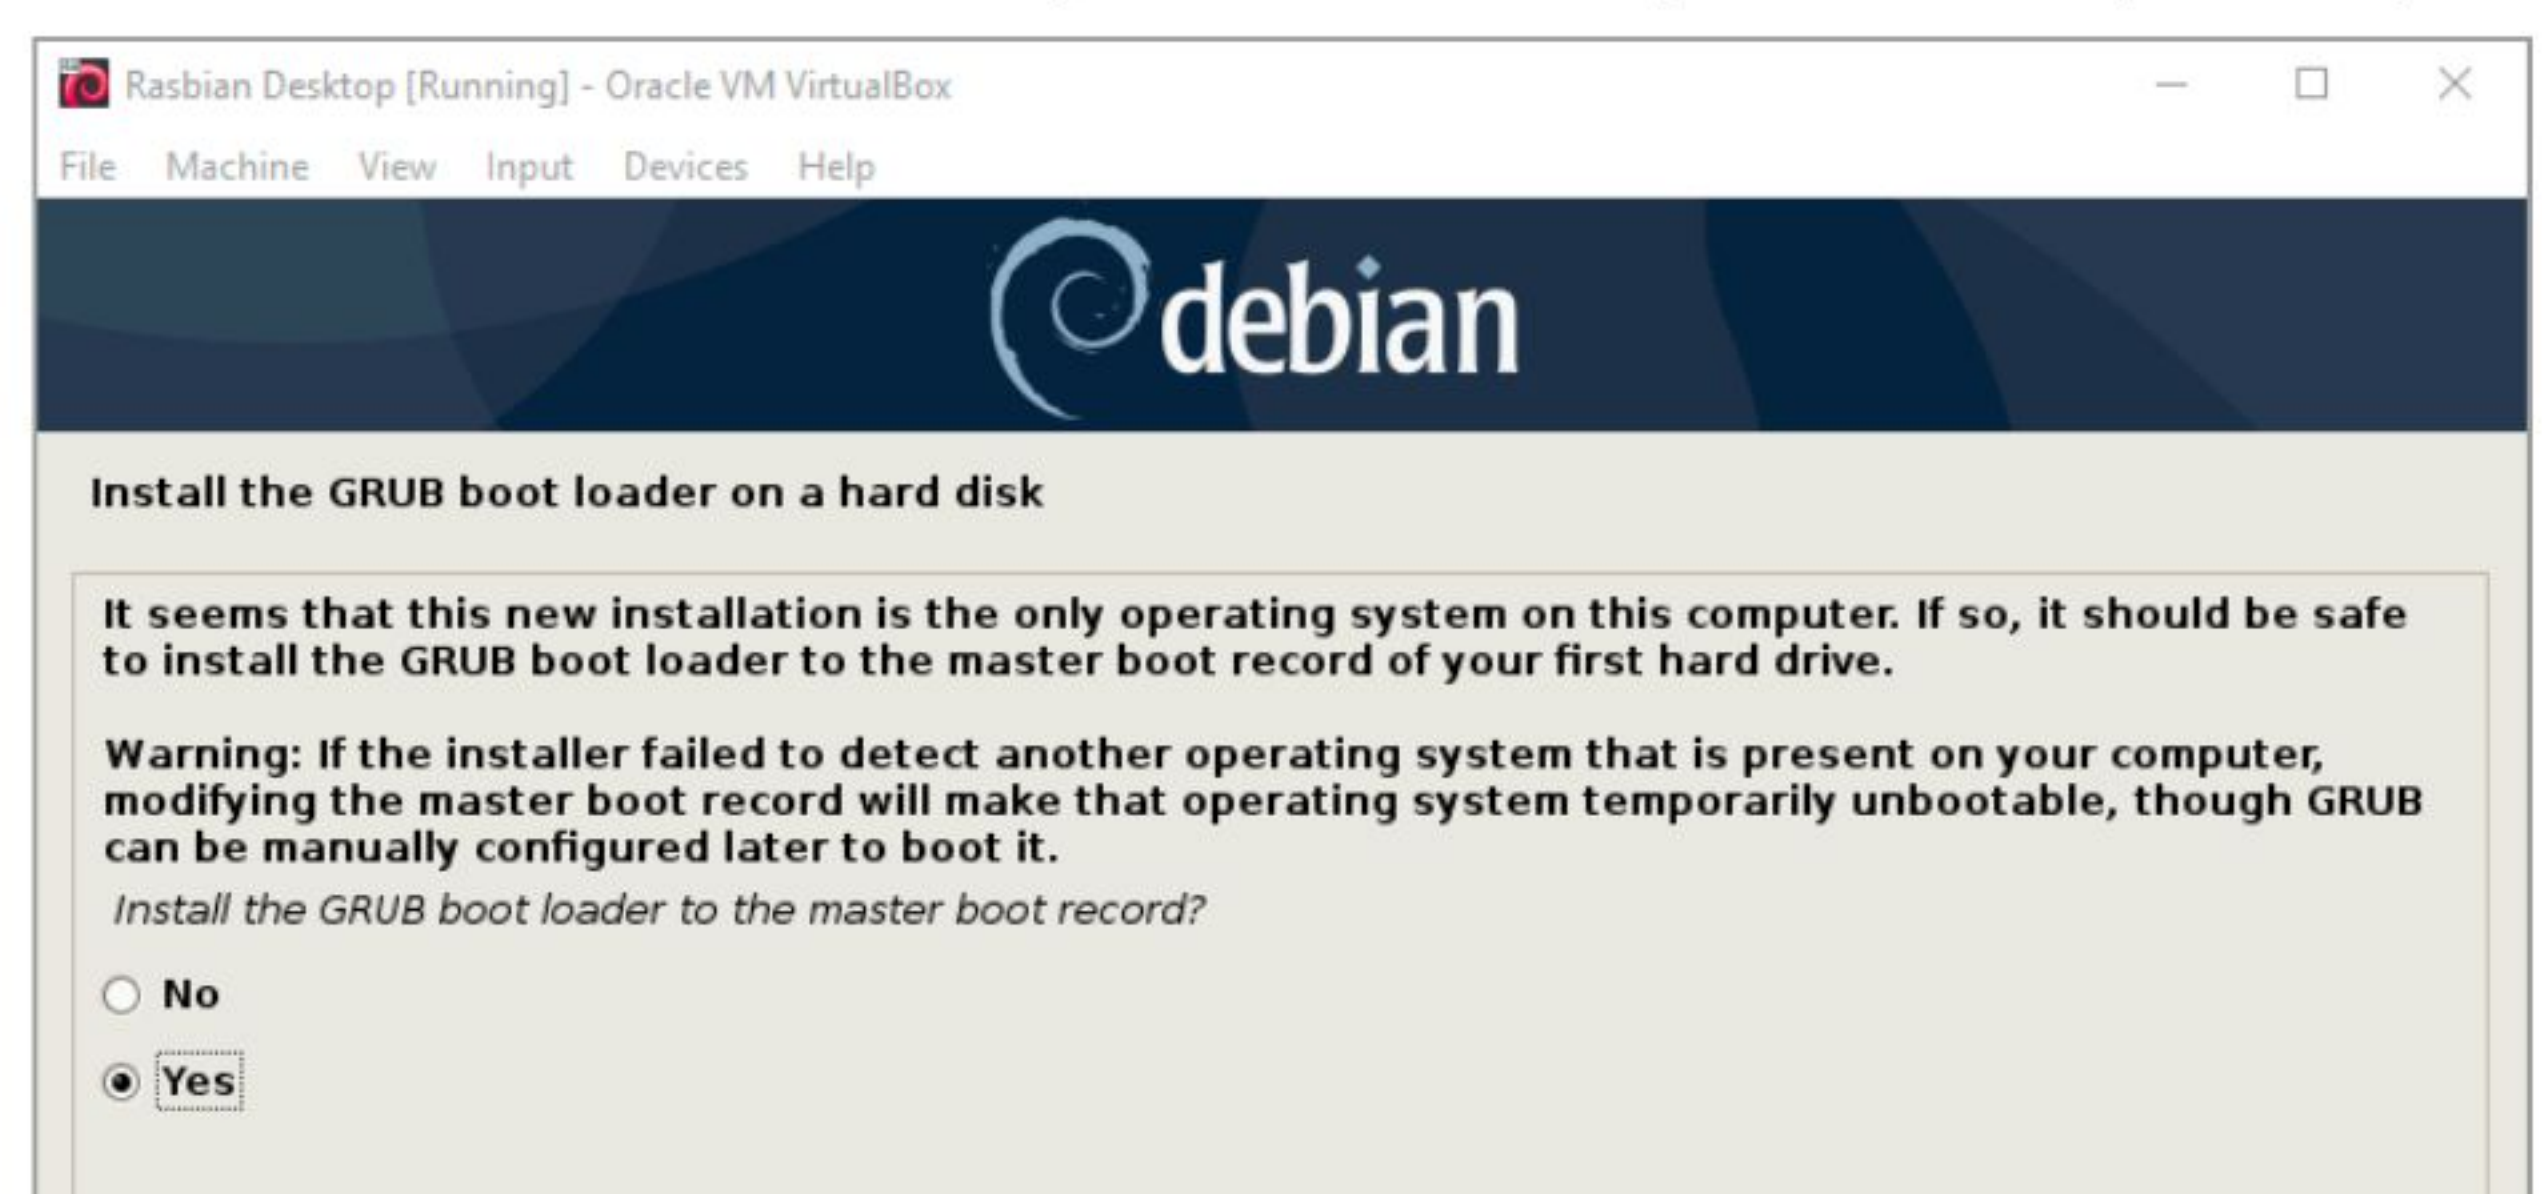 Rasbian Desktop [Running] - Oracle VM VirtualBox
File Machine View Input Devices Help
debian
Install the GRUB boot loader on a hard disk
It seems that this new installation is the only operating system on this computer. If so, it should be safe
to install the GRUB boot loader to the master boot record of your first hard drive.
Warning: If the installer failed to detect another operating system that is present on your computer,
modifying the master boot record will make that operating system temporarily unbootable, though GRUB
can be manually configured later to boot it.
Install the GRUB boot loader to the master boot record?
No
Yes